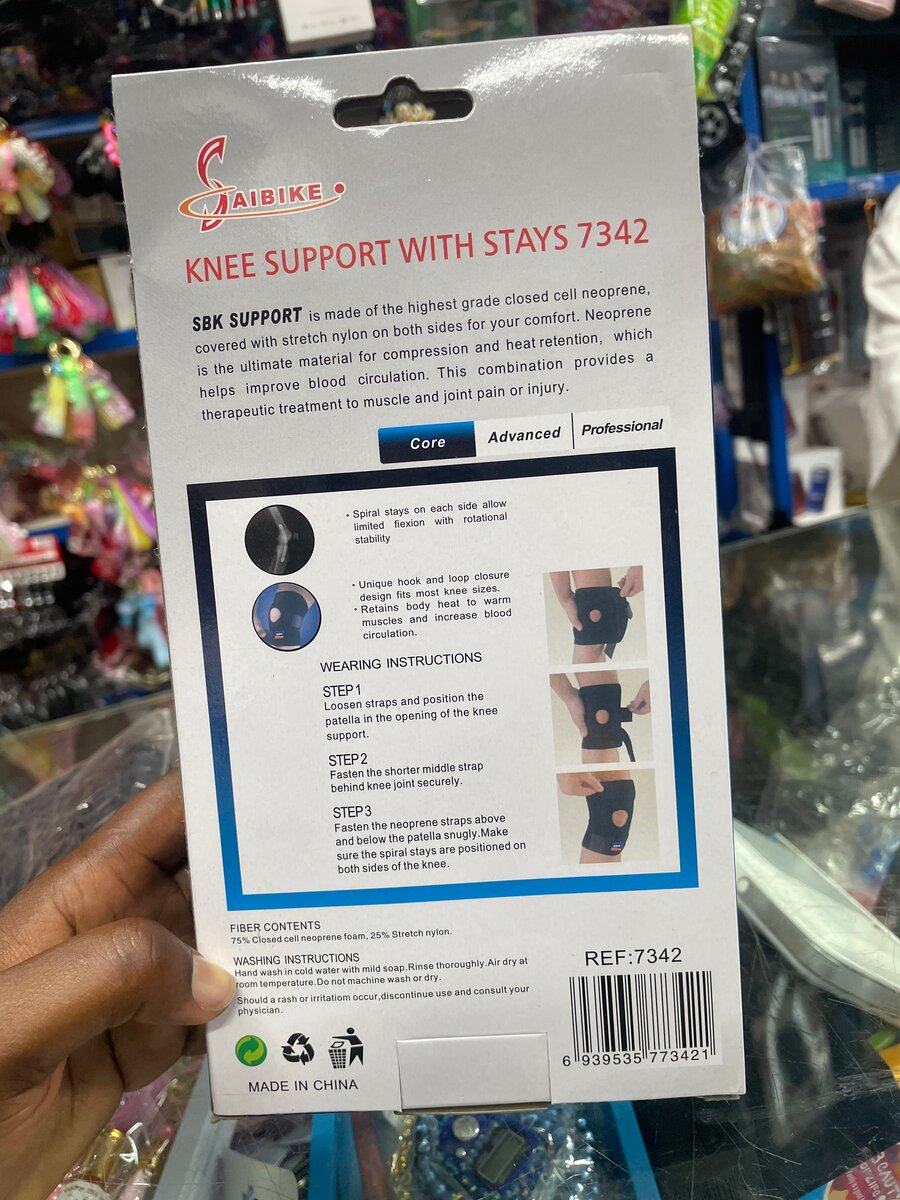 SAIBIKE
KNEE SUPPORT WITH STAYS 7342
SBK SUPPORT is made of the highest grade closed cell neoprene,
covered with stretch nylon on both sides for your comfort. Neoprene
is the ultimate material for compression and heat retention, which
helps improve blood circulation. This combination provides a
therapeutic treatment to muscle and joint pain or injury.
Core Advanced Professional
· Spiral stays on each side allow
limited flexion with rotational
stability
· Unique hook and loop closure
design fits most knee sizes.
· Retains body heat to warm
muscles and increase blood
circulation.
WEARING INSTRUCTIONS
STEP 1
Loosen straps and position the
patella in the opening of the knee
support.
STEP 2
Fasten the shorter middle strap
behind knee joint securely.
STEP 3
Fasten the neoprene straps above
and below the patella snugly.Make
sure the spiral stays are positioned on
both sides of the knee.
FIBER CONTENTS
75% Closed cell neoprene foam, 25% Stretch nylon.
WASHING INSTRUCTIONS
Hand wash in cold water with mild soap.Rinse thoroughly.Air dry at
room temperature.Do not machine wash or dry.
Should a rash or irritatiom occur,discontinue use and consult your
physician.
MADE IN CHINA
REF:7342
6 939535 773421